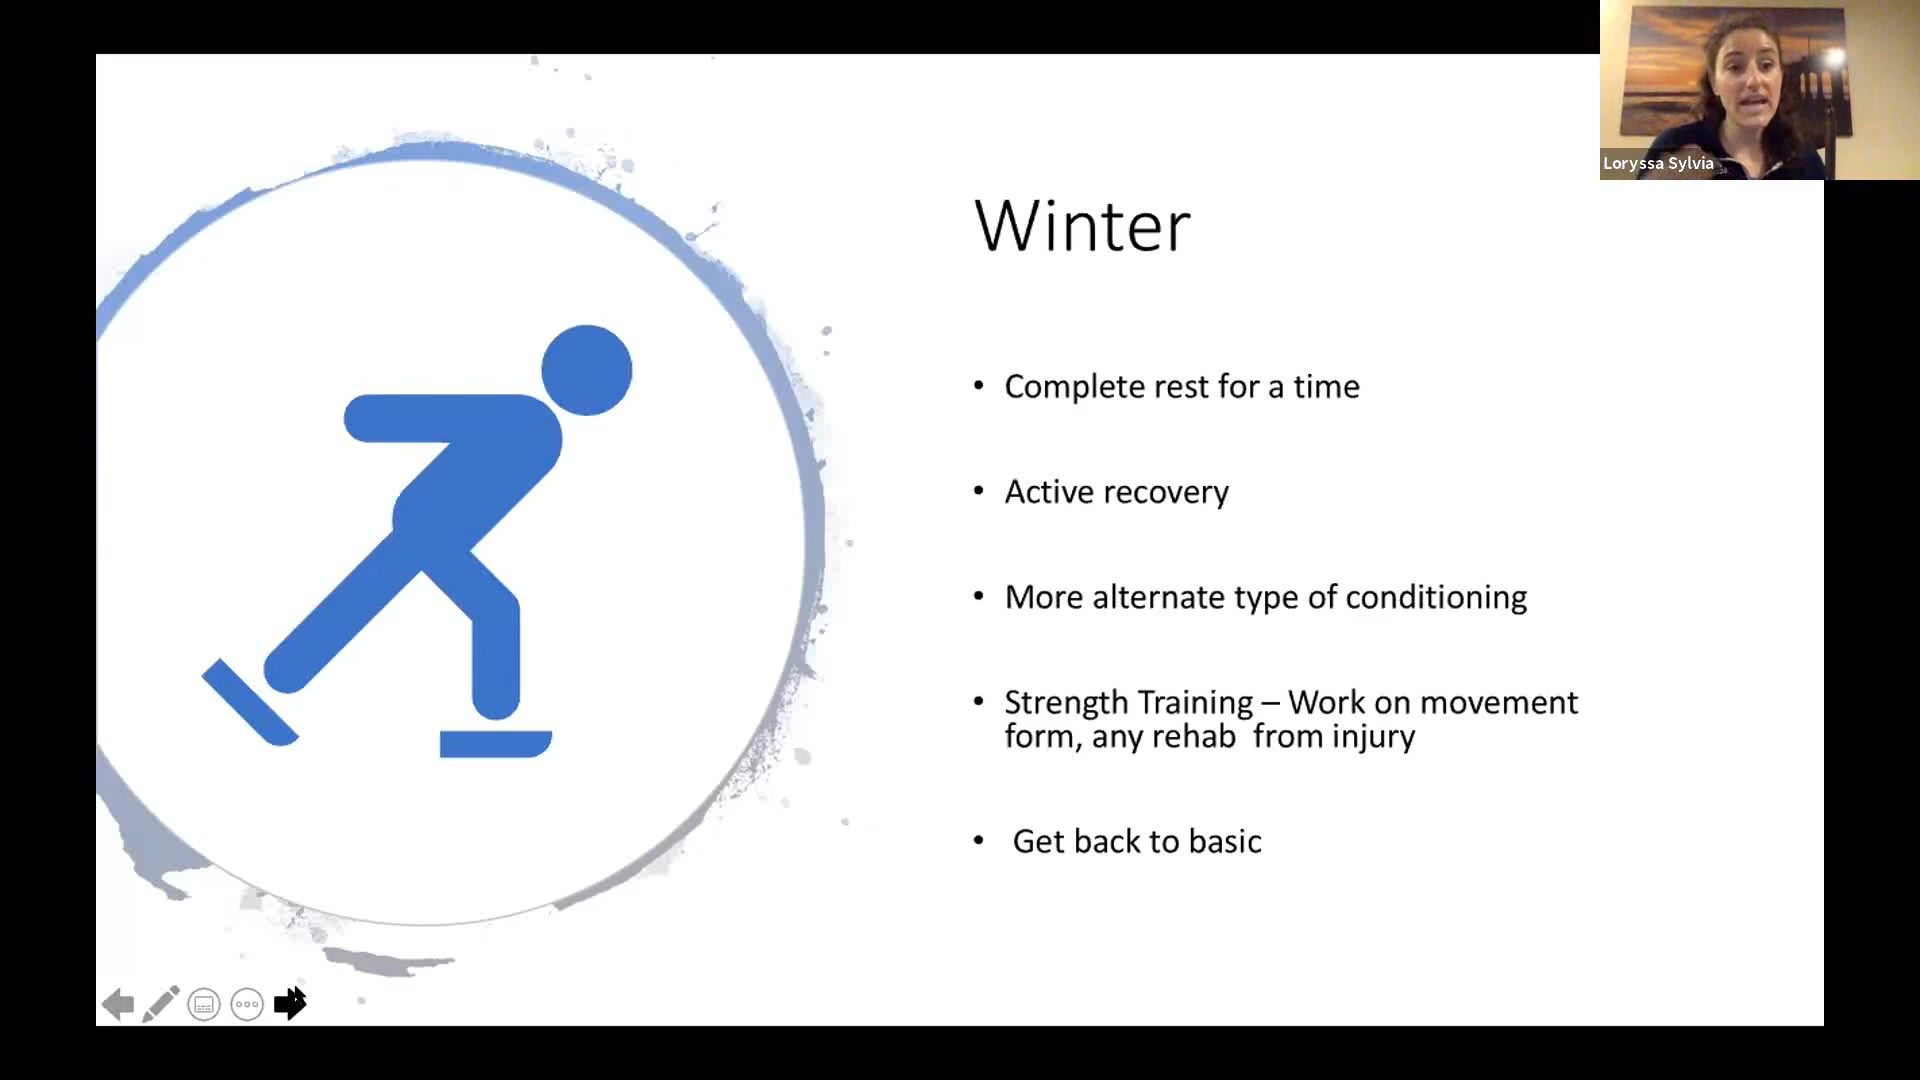 Loryssa Sylvia
Winter
• Complete rest for a time
• Active recovery
• More alternate type of conditioning
• Strength Training – Work on movement
form, any rehab  from injury
•  Get back to basic